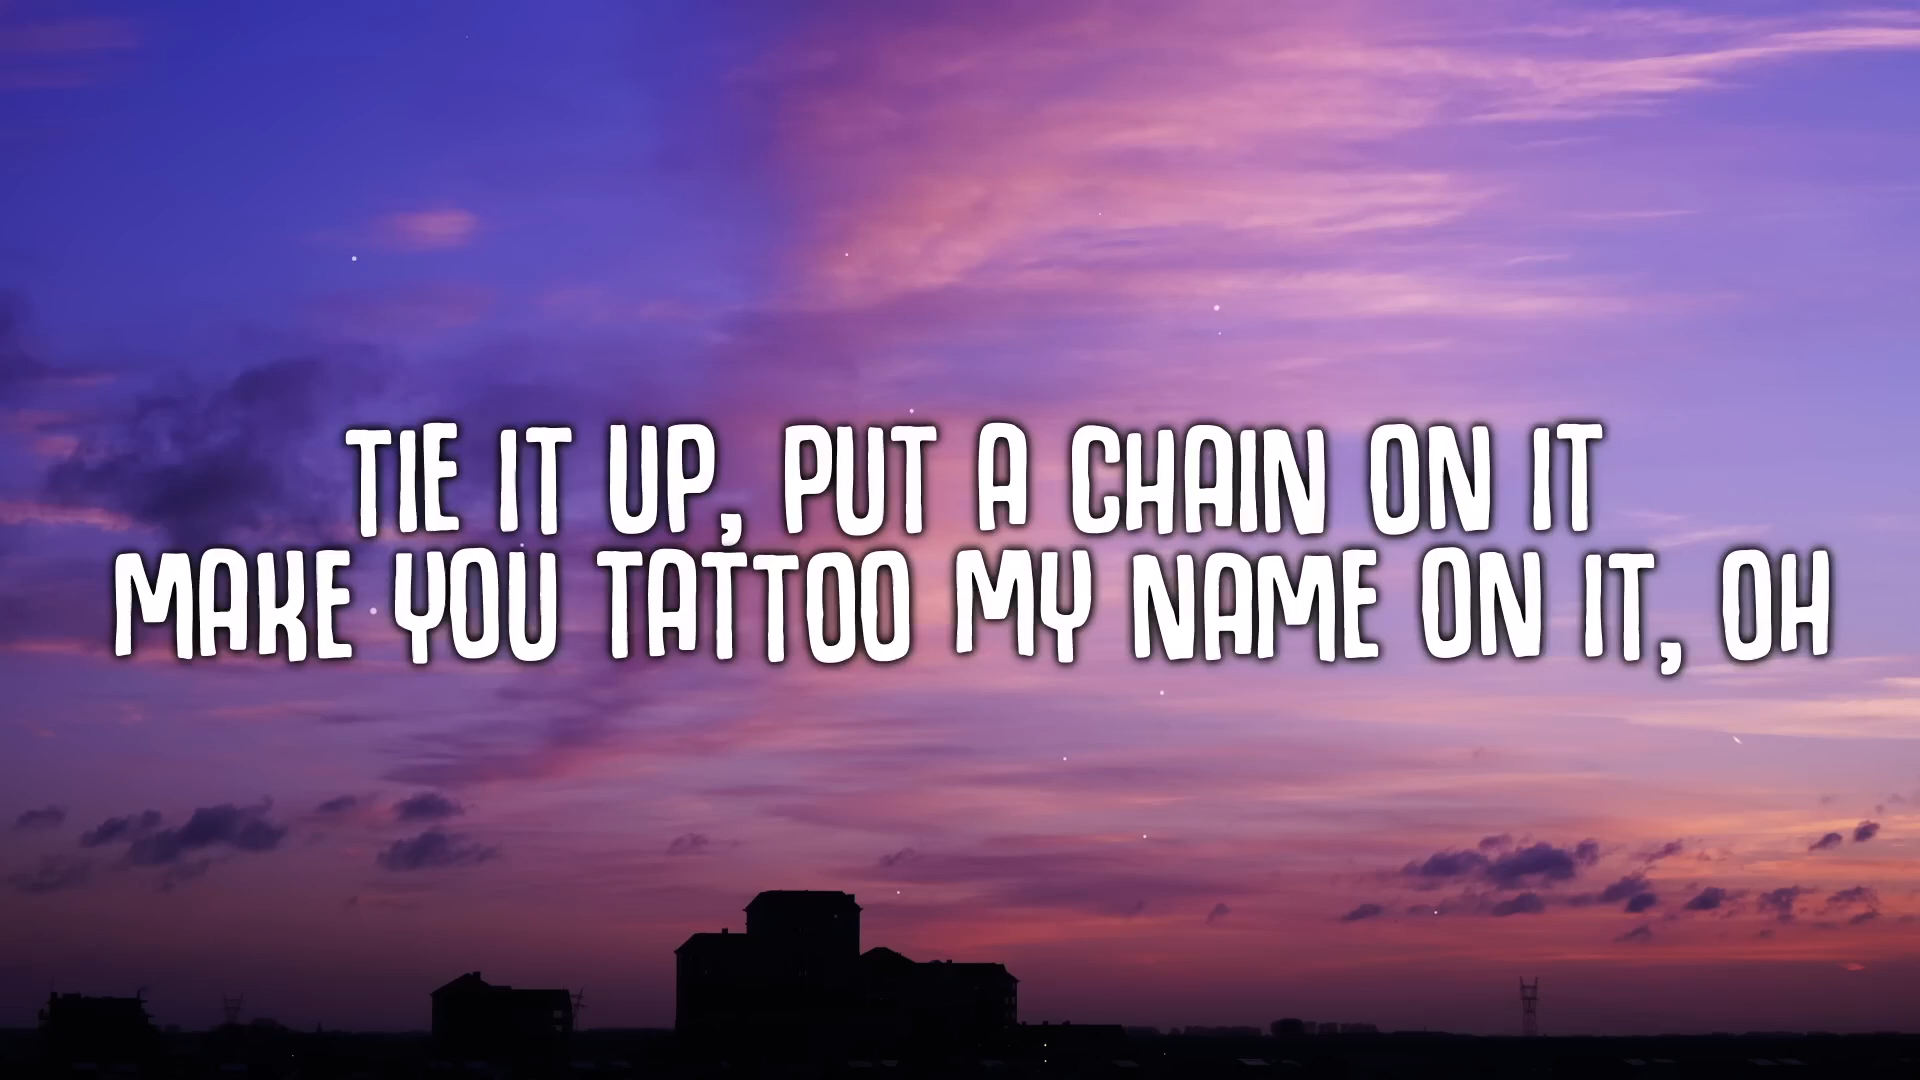 TIE IT UP, PUT A CHAIN ON IT
MAKE YOU TATTOO MY NAME ON IT, OH